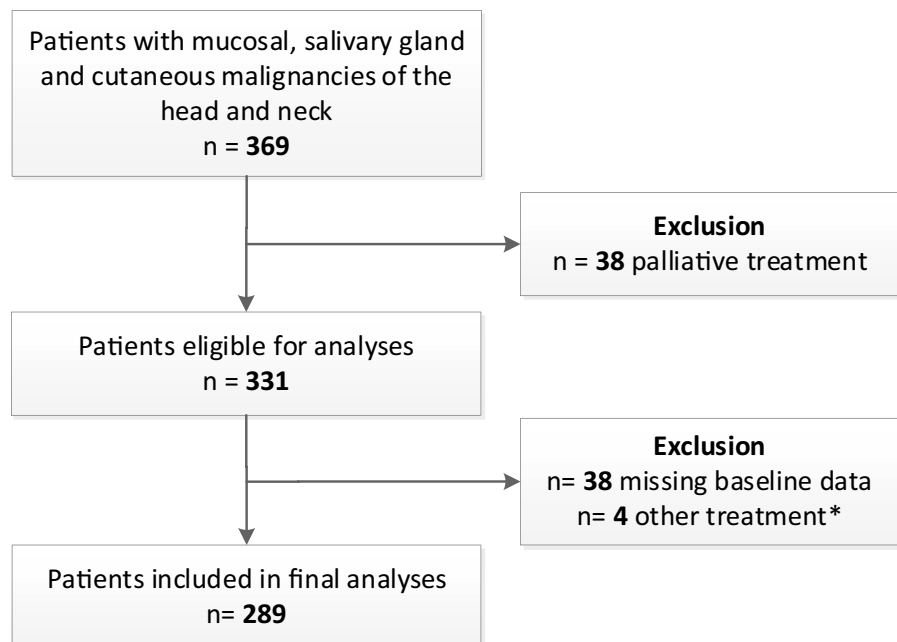 Patients with mucosal, salivary gland
and cutaneous malignancies of the
head and neck
n = 369
Exclusion
n = 38 palliative treatment
Patients eligible for analyses
n = 331
Exclusion
n= 38 missing baseline data
n= 4 other treatment*
Patients included in final analyses
n= 289